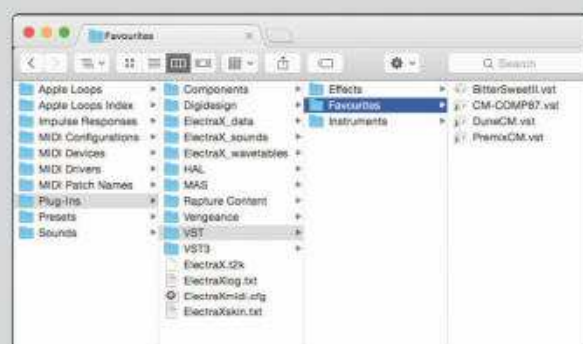 Favourites
Search
Apple Loops
Apple Loops Index
Impulse Responses
MIDI Configurations
MIDI Devices
MIDI Drivers
MIDI Patch Names
Plug-Ins
Presets
Sounds
Components
Digidesign
ElectraX_data
ElectraX_sounds
ElectraX_wavetables
HAL
MAS
Rapture Content
Vengeance
VST
VST3
ElectraX.t2k
ElectraXlog.txt
ElectraXmidi.cfg
ElectraXskin.txt
Effects
Favourites
Instruments
BitterSweetII.vst
CM-COMP87.vst
DuneCM.vst
PremixCM.vst